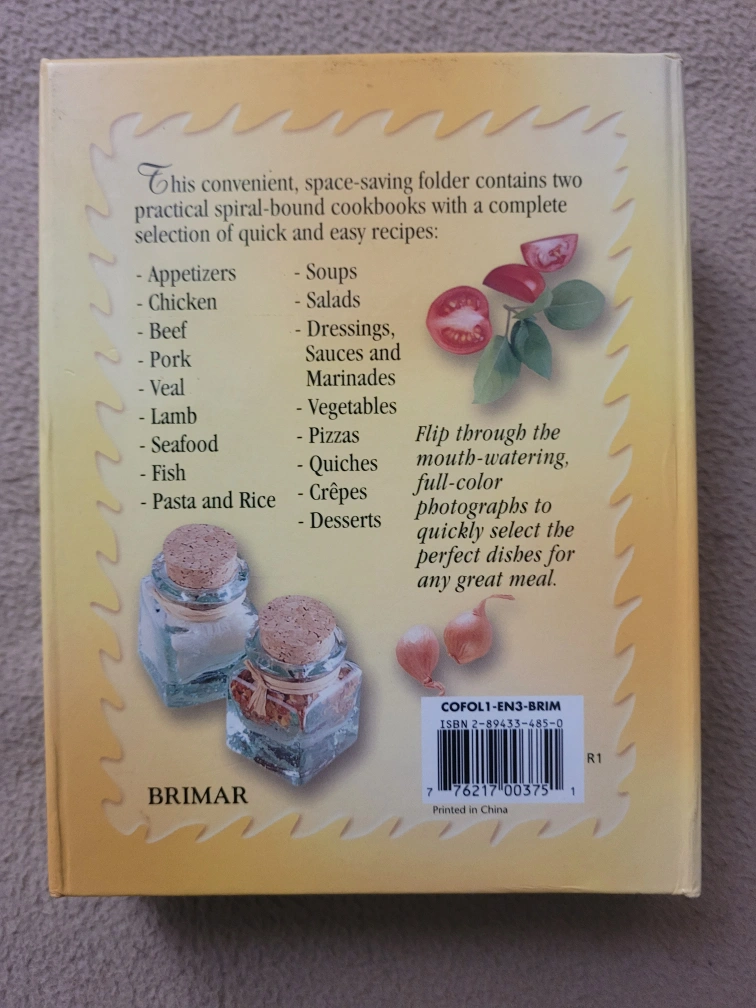 This convenient, space-saving folder contains two
practical spiral-bound cookbooks with a complete
selection of quick and easy recipes:
- Appetizers
- Chicken
- Beef
- Pork
- Veal
- Lamb
- Seafood
- Fish
- Pasta and Rice
- Soups
- Salads
- Dressings,
Sauces and
Marinades
- Vegetables
- Pizzas
- Quiches
- Crêpes
- Desserts
Flip through the
mouth-watering,
full-color
photographs to
quickly select the
perfect dishes for
any great meal.
COFOL1-EN3-BRIM
ISBN 2-89433-485-0
7 76217 00375 1
R1
Printed in China
BRIMAR